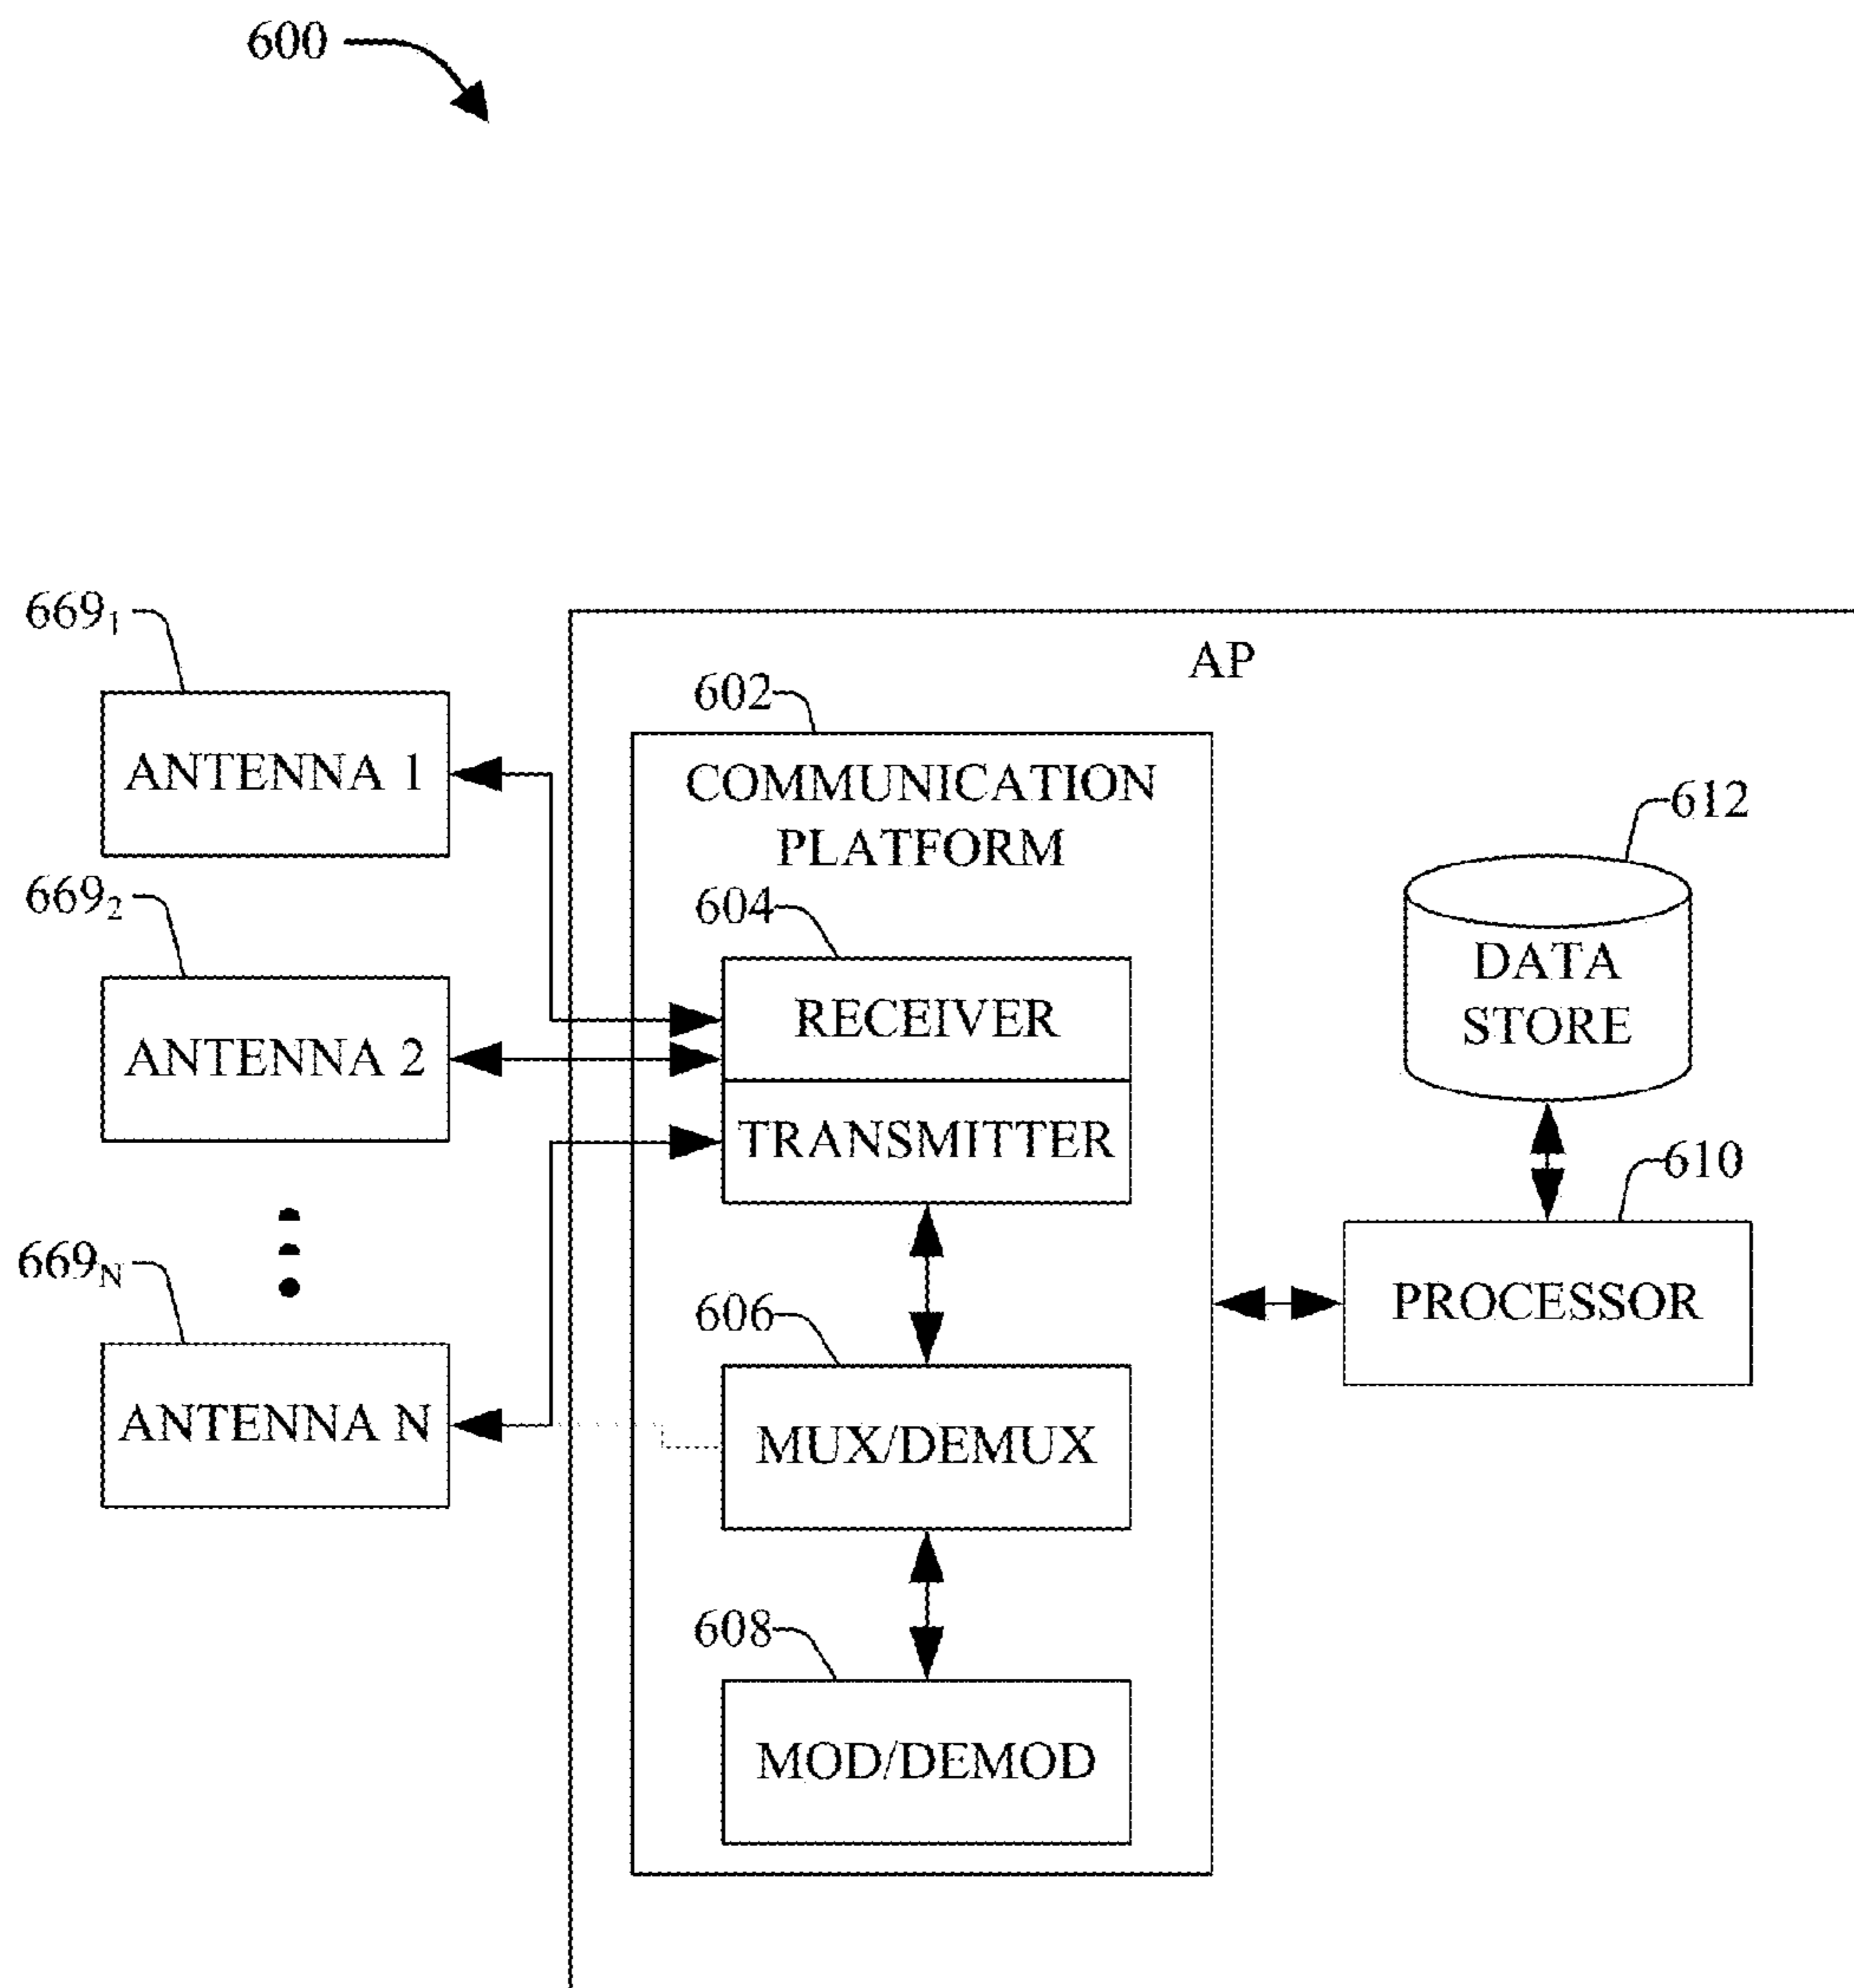 600
669₁
AP
602
ANTENNA 1
COMMUNICATION
PLATFORM
612
669₂
604
DATA
STORE
RECEIVER
ANTENNA 2
TRANSMITTER
610
669N
606
PROCESSOR
ANTENNA N
MUX/DEMUX
608
MOD/DEMOD